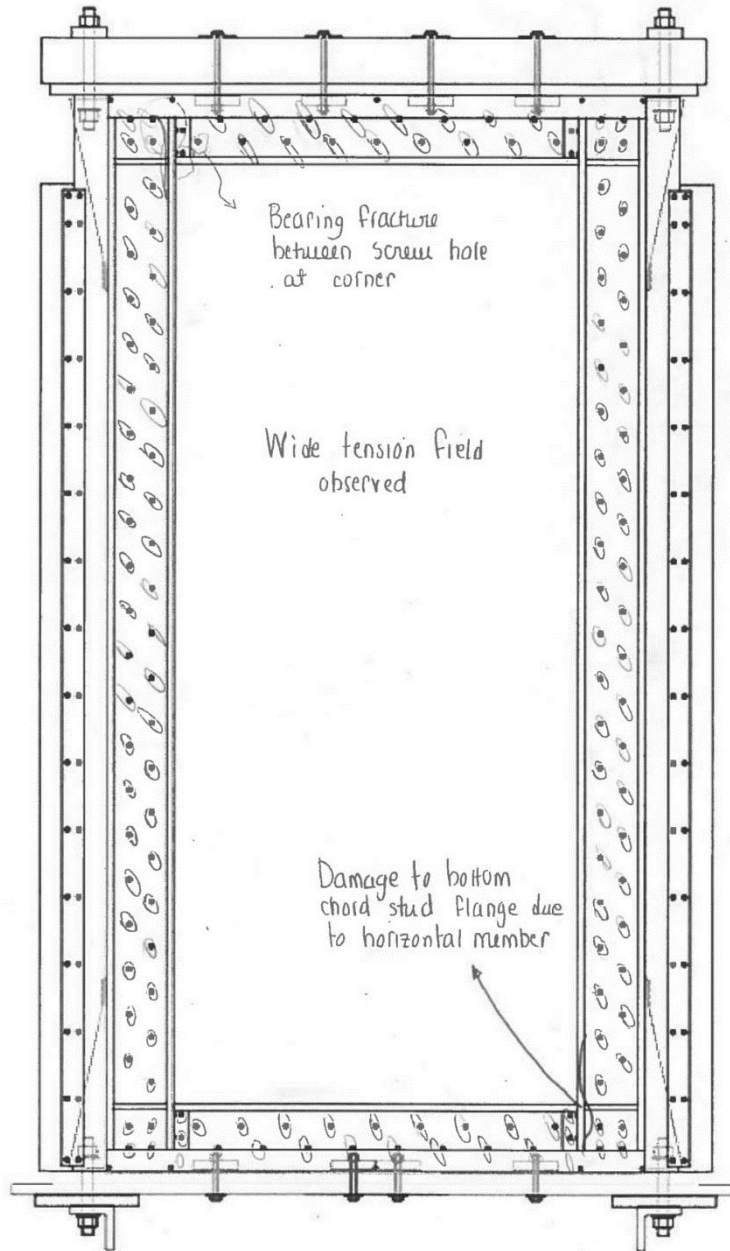 Bearing fracture
between screw hole
at corner
Wide tension field
observed
Damage to bottom
chord stud flange due
to horizontal member